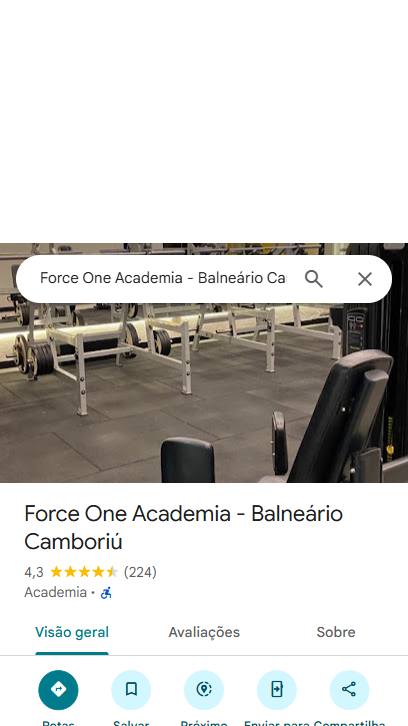 Force One Academia - Balneário Ca
Force One Academia - Balneário
Camboriú
4,3 (224)
Academia ·
Visão geral Avaliações Sobre
Rotas Salvar Próximo Enviar para Compartilha